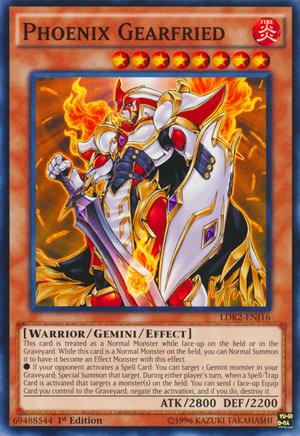 PHOENIX GEARFRIED
FIRE
炎
LDK2-ENJ16
[WARRIOR/GEMINI/EFFECT]
This card is treated as a Normal Monster while face-up on the field or in the
Graveyard. While this card is a Normal Monster on the field, you can Normal Summon
it to have it become an Effect Monster with this effect.
● If your opponent activates a Spell Card: You can target 1 Gemini monster in your
Graveyard; Special Summon that target. During either player's turn, when a Spell/Trap
Card is activated that targets a monster(s) on the field: You can send 1 face-up Equip
Card you control to the Graveyard; negate the activation, and if you do, destroy it.
ATK/2800 DEF/2200
69488544 1st Edition ©1996 KAZUKI TAKAHASHI